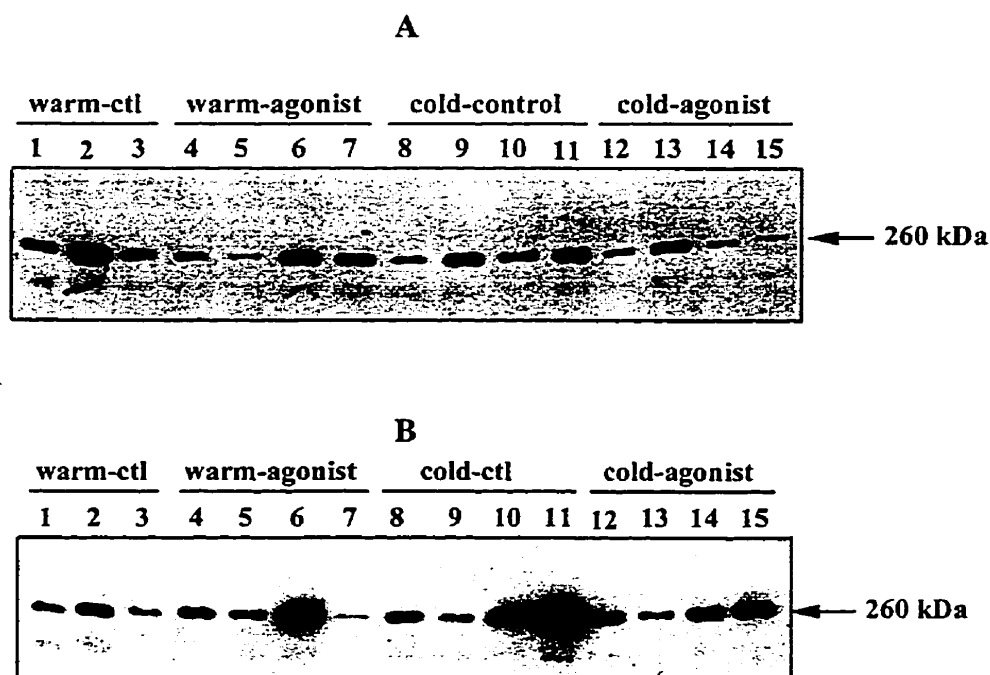 A
warm-ctl warm-agonist cold-control cold-agonist
1 2 3 4 5 6 7 8 9 10 11 12 13 14 15
260 kDa
B
warm-ctl warm-agonist cold-ctl cold-agonist
1 2 3 4 5 6 7 8 9 10 11 12 13 14 15
260 kDa